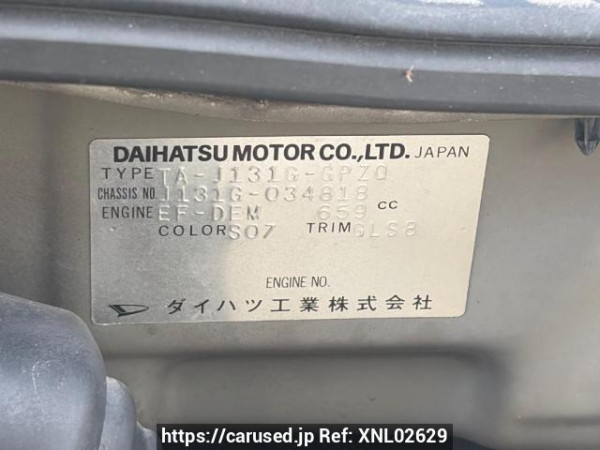 DAIHATSU MOTOR CO.,LTD. JAPAN
TYPE TA-J131G-GPZQ
CHASSIS NO. J131G-034818
ENGINE EF-DEM 659 CC
COLOR S07 TRIM GLS8
ENGINE NO.
ダイハツ工業株式会社
https://carused.jp Ref: XNL02629